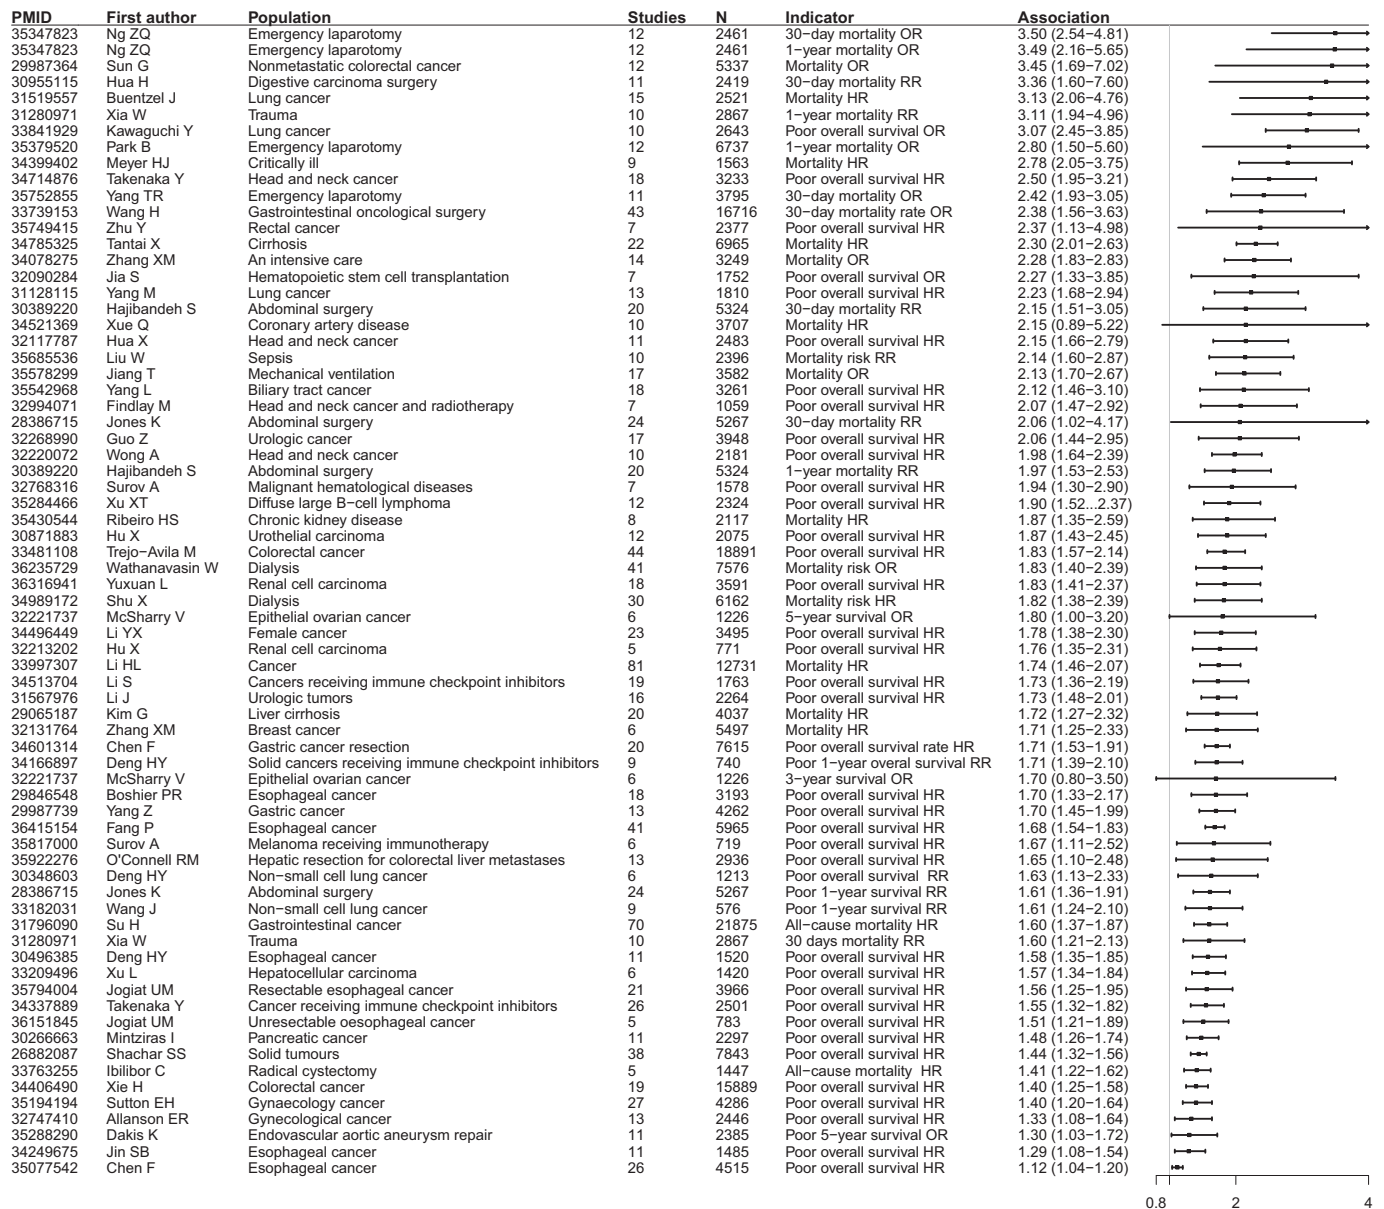 PMID First author Population Studies N Indicator Association
35347823 Ng ZQ Emergency laparotomy 12 2461 30-day mortality OR 3.50 (2.54−4.81)
35347823 Ng ZQ Emergency laparotomy 12 2461 1-year mortality OR 3.49 (2.16−5.65)
29987364 Sun G Nonmetastatic colorectal cancer 12 5337 Mortality OR 3.45 (1.69−7.02)
30955115 Hua H Digestive carcinoma surgery 11 2419 30-day mortality RR 3.36 (1.60−7.60)
31519557 Buentzel J Lung cancer 15 2521 Mortality HR 3.13 (2.06−4.76)
31280971 Xia W Trauma 10 2867 1-year mortality RR 3.11 (1.94−4.96)
33841929 Kawaguchi Y Lung cancer 10 2643 Poor overall survival OR 3.07 (2.45−3.85)
35379520 Park B Emergency laparotomy 12 6737 1-year mortality OR 2.80 (1.50−5.60)
34399402 Meyer HJ Critically ill 9 1563 Mortality HR 2.78 (2.05−3.75)
34714876 Takenaka Y Head and neck cancer 18 3233 Poor overall survival HR 2.50 (1.95−3.21)
35752855 Yang TR Emergency laparotomy 11 3795 30-day mortality OR 2.42 (1.93−3.05)
33739153 Wang H Gastrointestinal oncological surgery 43 16716 30-day mortality rate OR 2.38 (1.56−3.63)
35749415 Zhu Y Rectal cancer 7 2377 Poor overall survival HR 2.37 (1.13−4.98)
34785325 Tantai X Cirrhosis 22 6965 Mortality HR 2.30 (2.01−2.63)
34078275 Zhang XM An intensive care 14 3249 Mortality OR 2.28 (1.83−2.83)
32090284 Jia S Hematopoietic stem cell transplantation 7 1752 Poor overall survival OR 2.27 (1.33−3.85)
31128115 Yang M Lung cancer 13 1810 Poor overall survival HR 2.23 (1.68−2.94)
30389220 Hajibandeh S Abdominal surgery 20 5324 30-day mortality RR 2.15 (1.51−3.05)
34521369 Xue Q Coronary artery disease 10 3707 Mortality HR 2.15 (0.89−5.22)
32117787 Hua X Head and neck cancer 11 2483 Poor overall survival HR 2.15 (1.66−2.79)
35685536 Liu W Sepsis 10 2396 Mortality risk RR 2.14 (1.60−2.87)
35578299 Jiang T Mechanical ventilation 17 3582 Mortality OR 2.13 (1.70−2.67)
35542968 Yang L Biliary tract cancer 18 3261 Poor overall survival HR 2.12 (1.46−3.10)
32994071 Findlay M Head and neck cancer and radiotherapy 7 1059 Poor overall survival HR 2.07 (1.47−2.92)
28386715 Jones K Abdominal surgery 24 5267 30-day mortality RR 2.06 (1.02−4.17)
32268990 Guo Z Urologic cancer 17 3948 Poor overall survival HR 2.06 (1.44−2.95)
32220072 Wong A Head and neck cancer 10 2181 Poor overall survival HR 1.98 (1.64−2.39)
30389220 Hajibandeh S Abdominal surgery 20 5324 1-year mortality RR 1.97 (1.53−2.53)
32768316 Surov A Malignant hematological diseases 7 1578 Poor overall survival HR 1.94 (1.30−2.90)
35284466 Xu XT Diffuse large B−cell lymphoma 12 2324 Poor overall survival HR 1.90 (1.52...2.37)
35430544 Ribeiro HS Chronic kidney disease 8 2117 Mortality HR 1.87 (1.35−2.59)
30871883 Hu X Urothelial carcinoma 12 2075 Poor overall survival HR 1.87 (1.43−2.45)
33481108 Trejo−Avila M Colorectal cancer 44 18891 Poor overall survival HR 1.83 (1.57−2.14)
36235729 Wathanavasin W Dialysis 41 7576 Mortality risk OR 1.83 (1.40−2.39)
36316941 Yuxuan L Renal cell carcinoma 18 3591 Poor overall survival HR 1.83 (1.41−2.37)
34989172 Shu X Dialysis 30 6162 Mortality risk HR 1.82 (1.38−2.39)
32221737 McSharry V Epithelial ovarian cancer 6 1226 5-year survival OR 1.80 (1.00−3.20)
34496449 Li YX Female cancer 23 3495 Poor overall survival HR 1.78 (1.38−2.30)
32213202 Hu X Renal cell carcinoma 5 771 Poor overall survival HR 1.76 (1.35−2.31)
33997307 Li HL Cancer 81 12731 Mortality HR 1.74 (1.46−2.07)
34513704 Li S Cancers receiving immune checkpoint inhibitors 19 1763 Poor overall survival HR 1.73 (1.36−2.19)
31567976 Li J Urologic tumors 16 2264 Poor overall survival HR 1.73 (1.48−2.01)
29065187 Kim G Liver cirrhosis 20 4037 Mortality HR 1.72 (1.27−2.32)
32131764 Zhang XM Breast cancer 6 5497 Mortality HR 1.71 (1.25−2.33)
34601314 Chen F Gastric cancer resection 20 7615 Poor overall survival rate HR 1.71 (1.53−1.91)
34166897 Deng HY Solid cancers receiving immune checkpoint inhibitors 9 740 Poor 1-year overal survival RR 1.71 (1.39−2.10)
32221737 McSharry V Epithelial ovarian cancer 6 1226 3-year survival OR 1.70 (0.80−3.50)
29846548 Boshier PR Esophageal cancer 18 3193 Poor overall survival HR 1.70 (1.33−2.17)
29987739 Yang Z Gastric cancer 13 4262 Poor overall survival HR 1.70 (1.45−1.99)
36415154 Fang P Esophageal cancer 41 5965 Poor overall survival HR 1.68 (1.54−1.83)
35817000 Surov A Melanoma receiving immunotherapy 6 719 Poor overall survival HR 1.67 (1.11−2.52)
35922276 O'Connell RM Hepatic resection for colorectal liver metastases 13 2936 Poor overall survival HR 1.65 (1.10−2.48)
30348603 Deng HY Non−small cell lung cancer 6 1213 Poor overall survival RR 1.63 (1.13−2.33)
28386715 Jones K Abdominal surgery 24 5267 Poor 1-year survival RR 1.61 (1.36−1.91)
33182031 Wang J Non−small cell lung cancer 9 576 Poor 1-year survival RR 1.61 (1.24−2.10)
31796090 Su H Gastrointestinal cancer 70 21875 All-cause mortality HR 1.60 (1.37−1.87)
31280971 Xia W Trauma 10 2867 30 days mortality RR 1.60 (1.21−2.13)
30496385 Deng HY Esophageal cancer 11 1520 Poor overall survival HR 1.58 (1.35−1.85)
33209496 Xu L Hepatocellular carcinoma 6 1420 Poor overall survival HR 1.57 (1.34−1.84)
35794004 Jogiat UM Resectable esophageal cancer 21 3966 Poor overall survival HR 1.56 (1.25−1.95)
34337889 Takenaka Y Cancer receiving immune checkpoint inhibitors 26 2501 Poor overall survival HR 1.55 (1.32−1.82)
36151845 Jogiat UM Unresectable oesophageal cancer 5 783 Poor overall survival HR 1.51 (1.21−1.89)
30266663 Mintziras I Pancreatic cancer 11 2297 Poor overall survival HR 1.48 (1.26−1.74)
26882087 Shachar SS Solid tumours 38 7843 Poor overall survival HR 1.44 (1.32−1.56)
33763255 Ibilibor C Radical cystectomy 5 1447 All-cause mortality HR 1.41 (1.22−1.62)
34406490 Xie H Colorectal cancer 19 15889 Poor overall survival HR 1.40 (1.25−1.58)
35194194 Sutton EH Gynaecology cancer 27 4286 Poor overall survival HR 1.40 (1.20−1.64)
32747410 Allanson ER Gynecological cancer 13 2446 Poor overall survival HR 1.33 (1.08−1.64)
35288290 Dakis K Endovascular aortic aneurysm repair 11 2385 Poor 5-year survival OR 1.30 (1.03−1.72)
34249675 Jin SB Esophageal cancer 11 1485 Poor overall survival HR 1.29 (1.08−1.54)
35077542 Chen F Esophageal cancer 26 4515 Poor overall survival HR 1.12 (1.04−1.20)
0.8 2 4